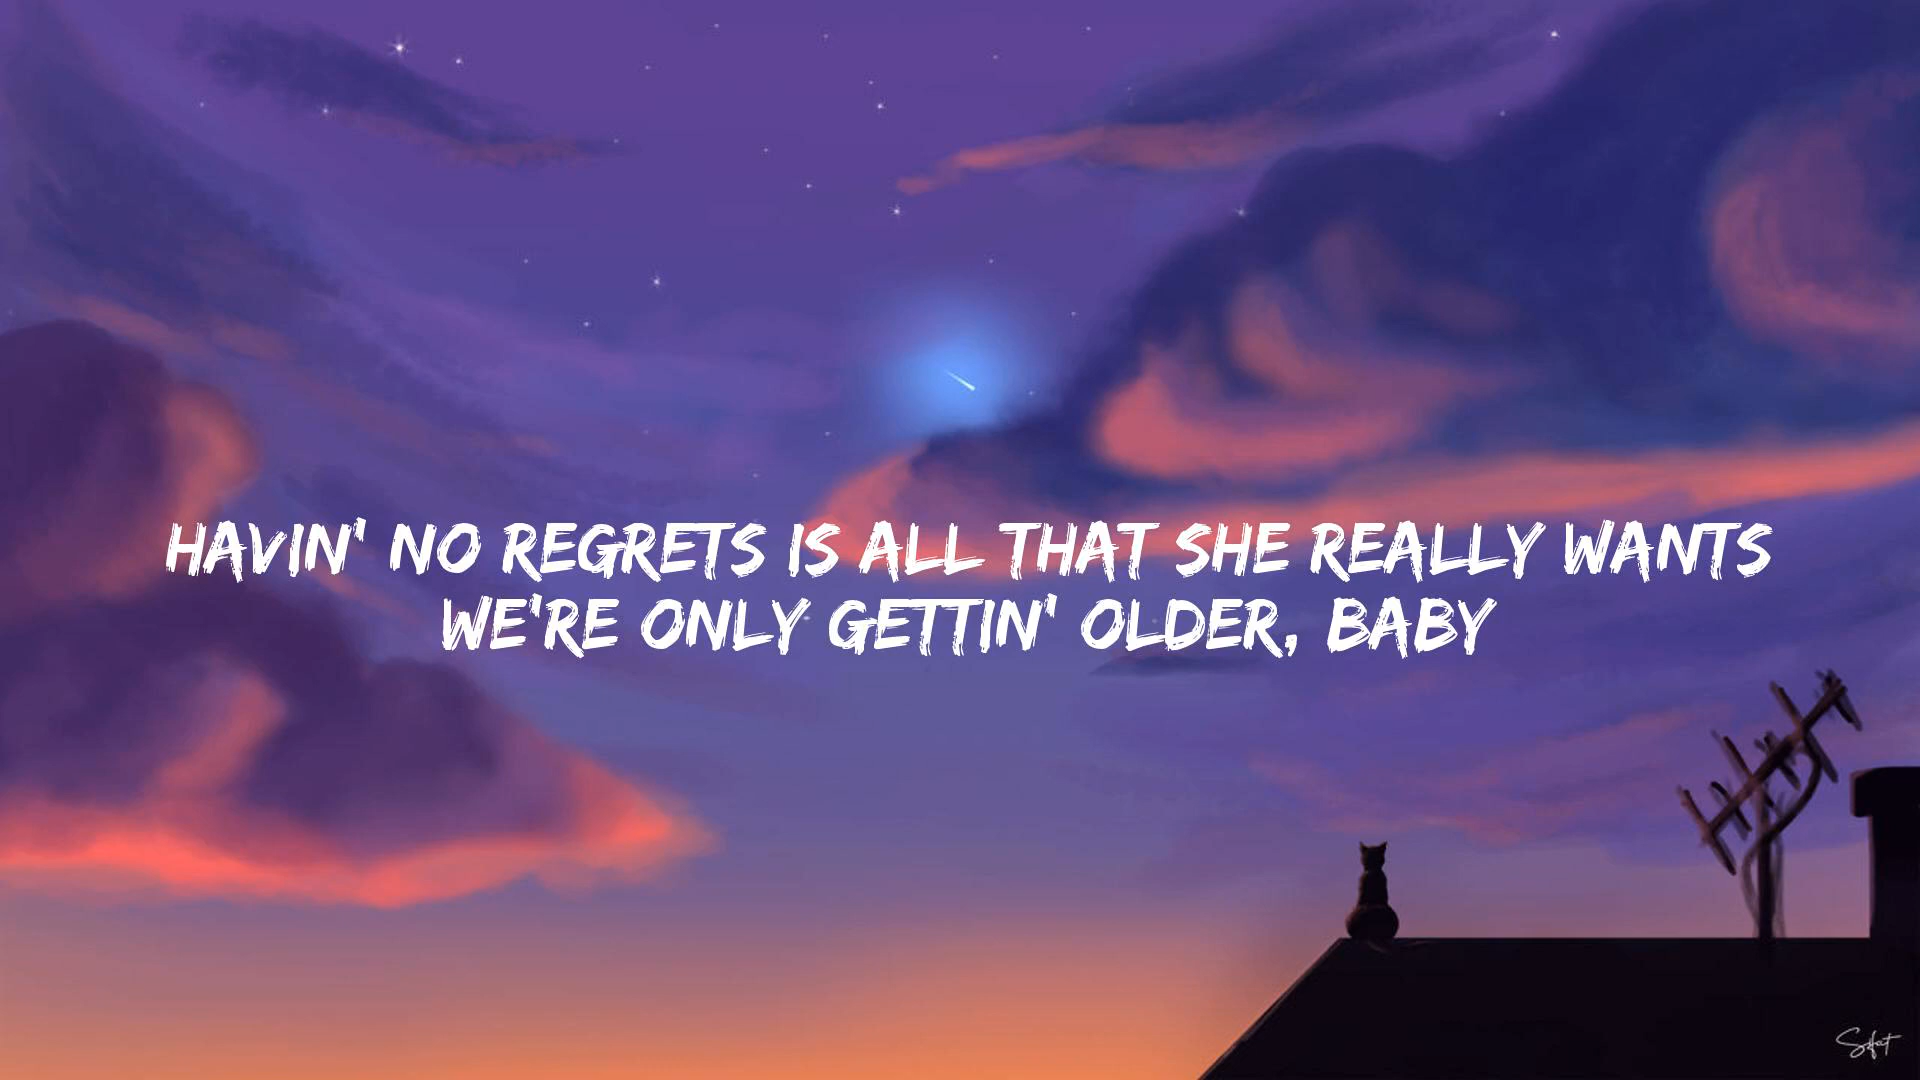 HAVIN' NO REGRETS IS ALL THAT SHE REALLY WANTS
WE'RE ONLY GETTIN' OLDER, BABY